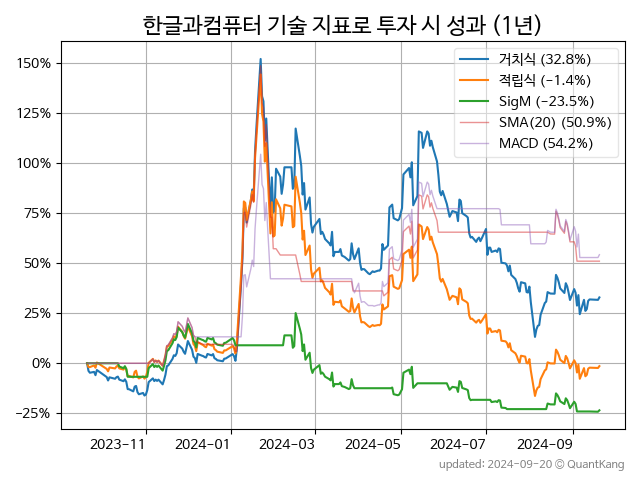 한글과컴퓨터 기술 지표로 투자 시 성과 (1년)
거치식 (32.8%)
적립식 (−1.4%)
SigM (−23.5%)
SMA(20) (50.9%)
MACD (54.2%)
150%
125%
100%
75%
50%
25%
0%
−25%
2023−11
2024−01
2024−03
2024−05
2024−07
2024−09
updated: 2024−09−20 @ QuantKang